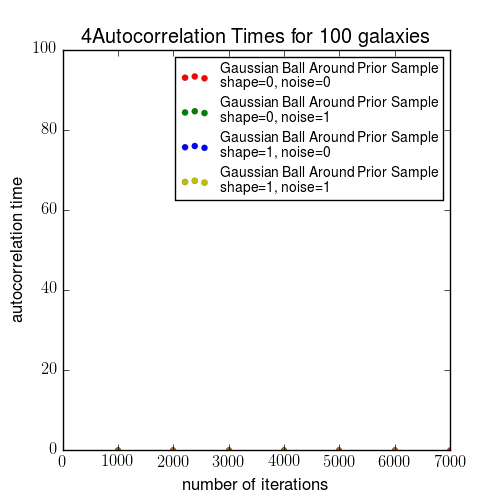 4Autocorrelation Times for 100 galaxies
100
80
60
40
20
0
autocorrelation time
Gaussian Ball Around Prior Sample
shape=0, noise=0
Gaussian Ball Around Prior Sample
shape=0, noise=1
Gaussian Ball Around Prior Sample
shape=1, noise=0
Gaussian Ball Around Prior Sample
shape=1, noise=1
0 1000 2000 3000 4000 5000 6000 7000
number of iterations